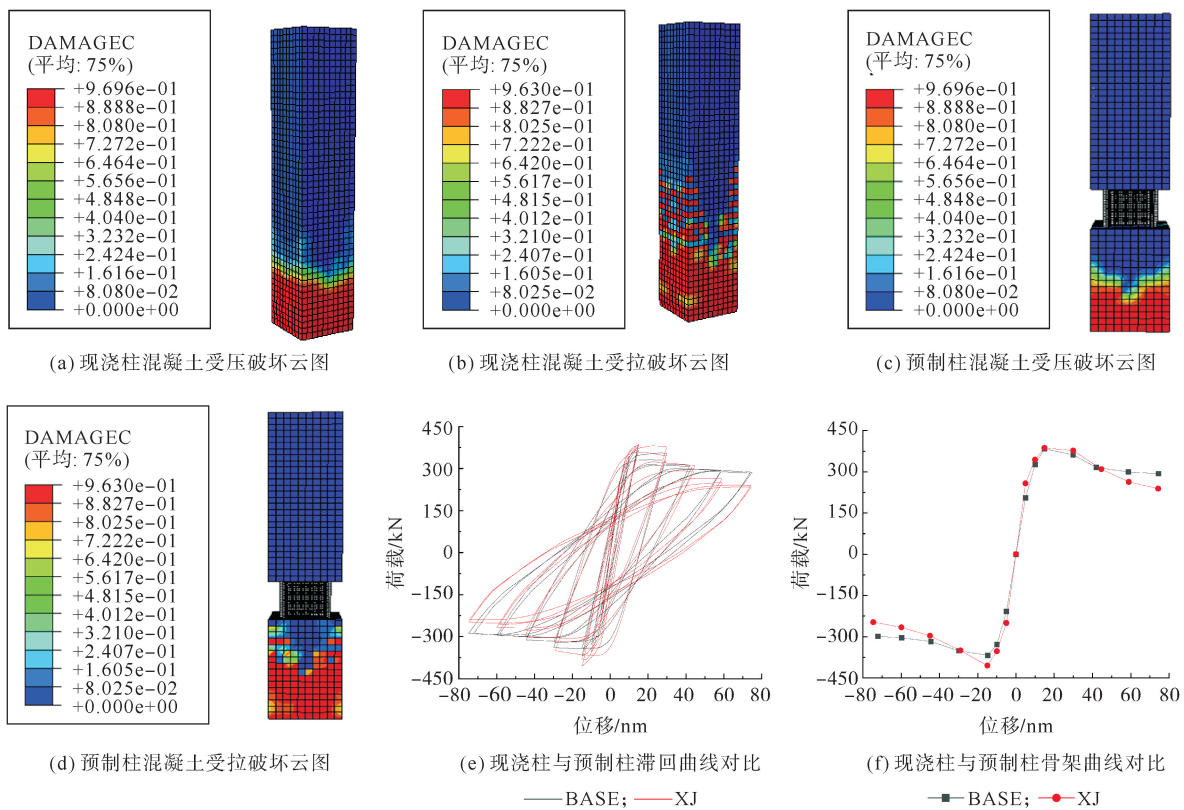 DAMAGEC
(平均: 75%)
+9.696e−01
+8.888e−01
+8.080e−01
+7.272e−01
+6.464e−01
+5.656e−01
+4.848e−01
+4.040e−01
+3.232e−01
+2.424e−01
+1.616e−01
+8.080e−02
+0.000e+00
(a) 现浇柱混凝土受压破坏云图
DAMAGEC
(平均: 75%)
+9.630e−01
+8.827e−01
+8.025e−01
+7.222e−01
+6.420e−01
+5.617e−01
+4.815e−01
+4.012e−01
+3.210e−01
+2.407e−01
+1.605e−01
+8.025e−02
+0.000e+00
(b) 现浇柱混凝土受拉破坏云图
DAMAGEC
(平均: 75%)
+9.696e−01
+8.888e−01
+8.080e−01
+7.272e−01
+6.464e−01
+5.656e−01
+4.848e−01
+4.040e−01
+3.232e−01
+2.424e−01
+1.616e−01
+8.080e−02
+0.000e+00
(c) 预制柱混凝土受压破坏云图
DAMAGEC
(平均: 75%)
+9.630e−01
+8.827e−01
+8.025e−01
+7.222e−01
+6.420e−01
+5.617e−01
+4.815e−01
+4.012e−01
+3.210e−01
+2.407e−01
+1.605e−01
+8.025e−02
+0.000e+00
(d) 预制柱混凝土受拉破坏云图
荷载/kN
450
300
150
0
−150
−300
−450
−80 −60 −40 −20 0 20 40 60 80
位移/nm
(e) 现浇柱与预制柱滞回曲线对比
BASE; XJ
荷载/kN
450
300
150
0
−150
−300
−450
−80 −60 −40 −20 0 20 40 60 80
位移/nm
(f) 现浇柱与预制柱骨架曲线对比
BASE; XJ